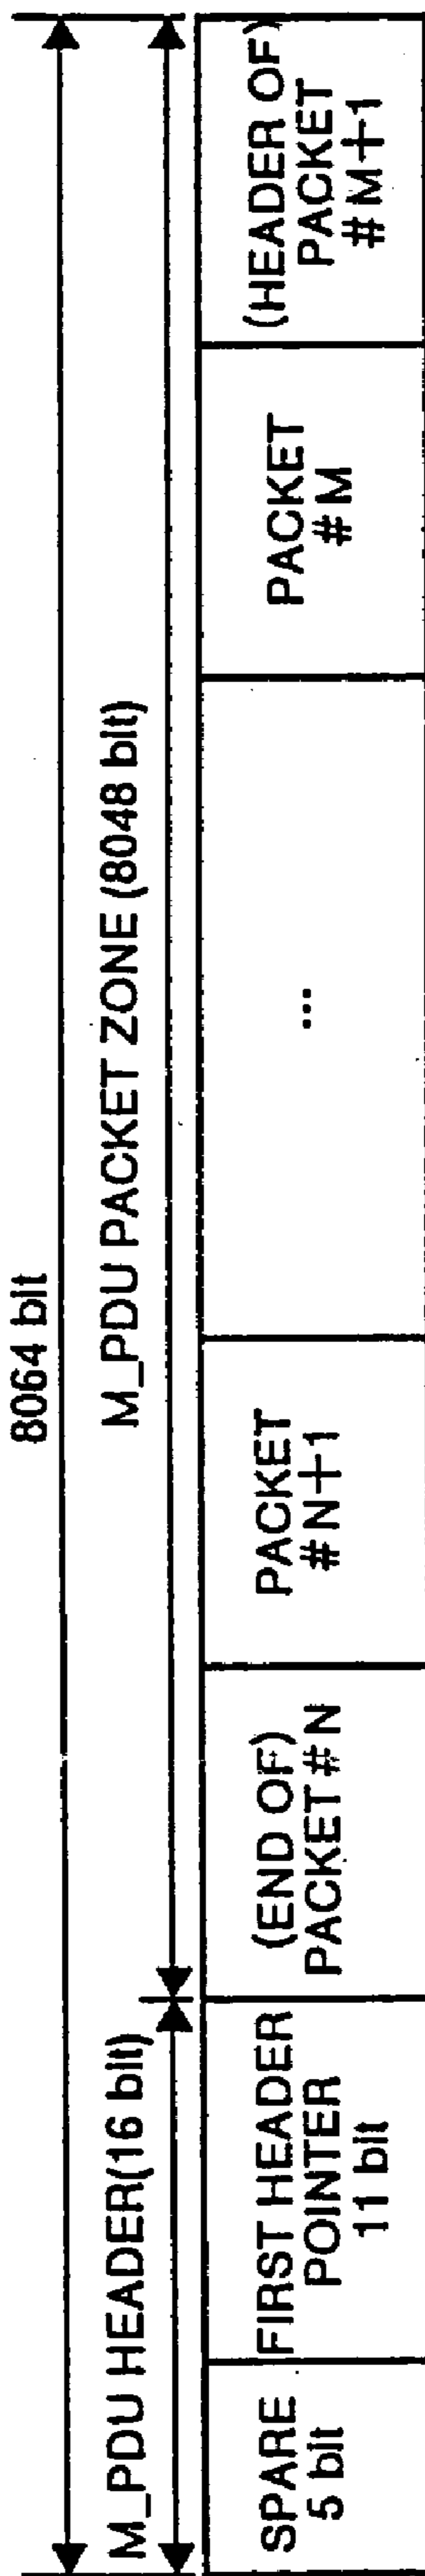 8064 bit
M_PDU HEADER(16 bit)
M_PDU PACKET ZONE (8048 bit)
SPARE
5 bit
FIRST HEADER
POINTER
11 bit
(END OF)
PACKET#N
PACKET
#N+1
...
PACKET
#M
(HEADER OF)
PACKET
#M+1